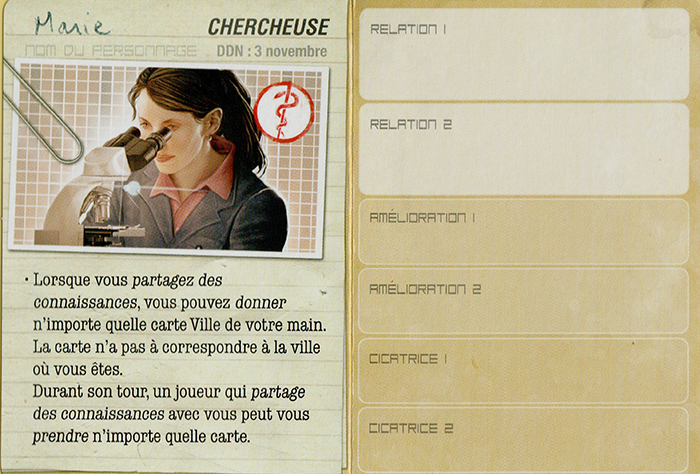 Marie
CHERCHEUSE
NOM DU PERSONNAGE
DDN : 3 novembre
· Lorsque vous partagez des
connaissances, vous pouvez donner
n'importe quelle carte Ville de votre main.
La carte n'a pas à correspondre à la ville
où vous êtes.
Durant son tour, un joueur qui partage
des connaissances avec vous peut vous
prendre n'importe quelle carte.
RELATION 1
RELATION 2
AMÉLIORATION 1
AMÉLIORATION 2
CICATRICE 1
CICATRICE 2